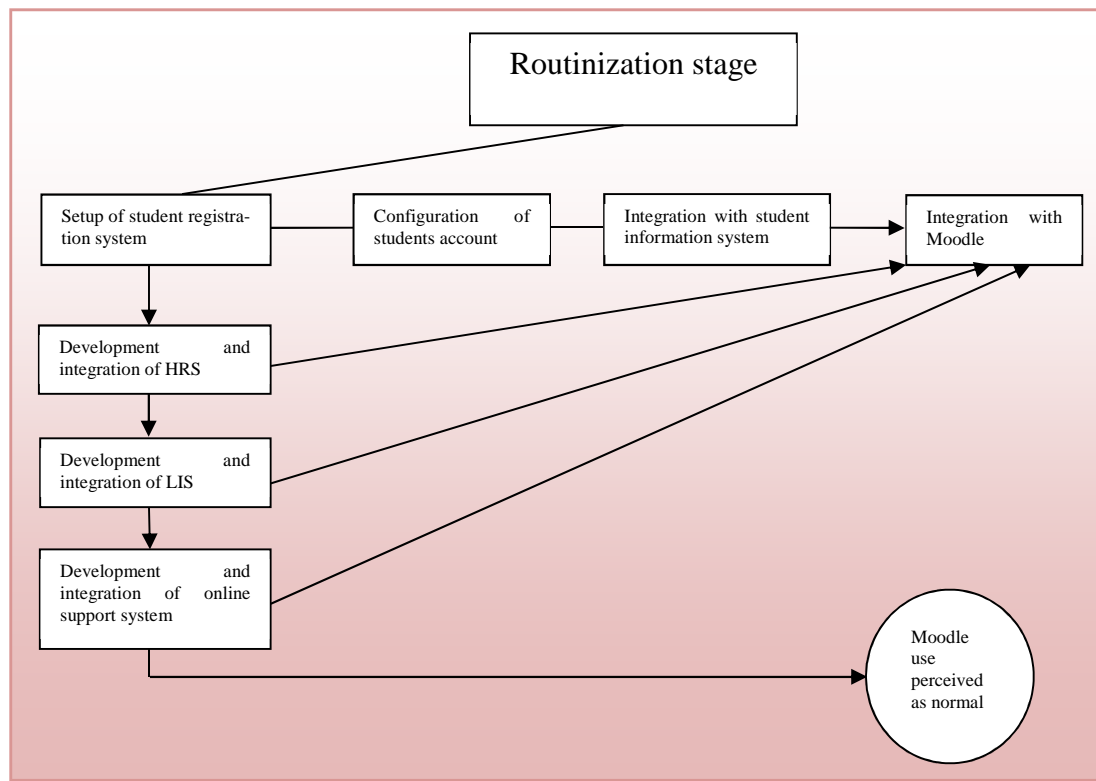 Routinization stage
Setup of student registra-
tion system
Configuration of
students account
Integration with student
information system
Integration with
Moodle
Development and
integration of HRS
Development and
integration of LIS
Development and
integration of online
support system
Moodle
use
perceived
as normal